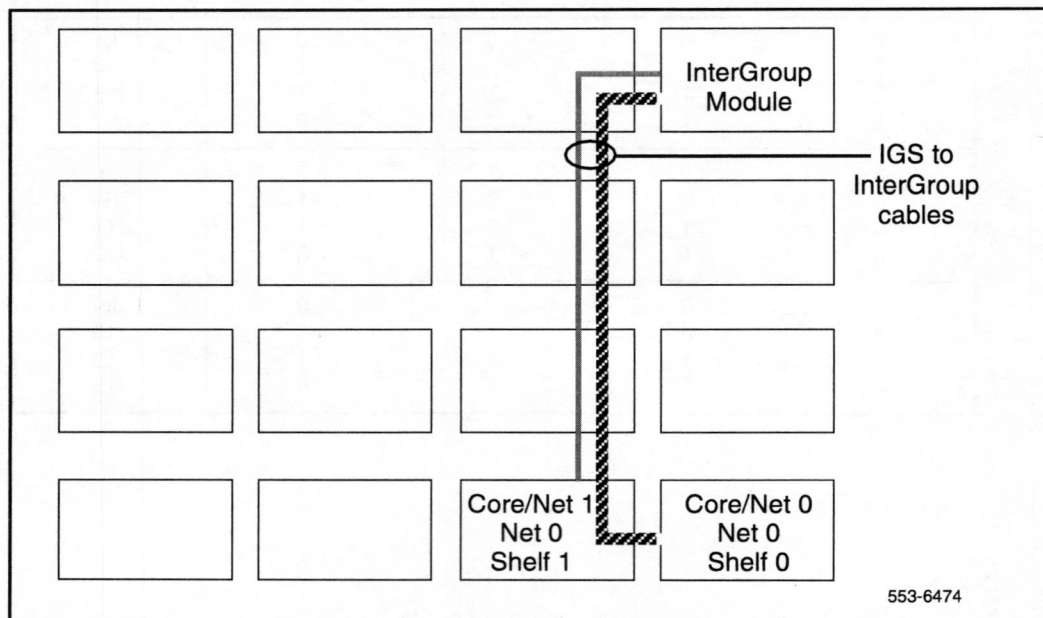 InterGroup
Module
IGS to
InterGroup
cables
Core/Net 1
Net 0
Shelf 1
Core/Net 0
Net 0
Shelf 0
553-6474